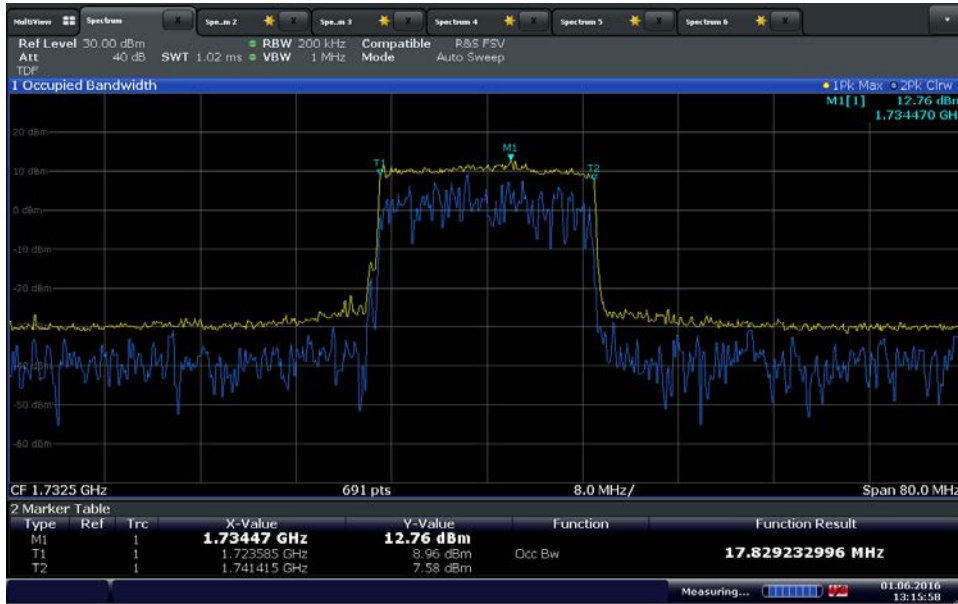 MultiView Spectrum X Spe...m 2 X Spe...m 3 X Spectrum 4 X Spectrum 5 X Spectrum 6 X
Ref Level 30.00 dBm RBW 200 kHz Compatible R&S FSV
Att 40 dB SWT 1.02 ms VBW 1 MHz Mode Auto Sweep
TDF
1 Occupied Bandwidth 1Pk Max 2Pk Clrw
M1[1] 12.76 dBm
1.734470 GH
20 dBm
M1
T1 T2
10 dBm
0 dBm
-10 dBm
-20 dBm
-40 dBm
-50 dBm
-60 dBm
CF 1.7325 GHz 691 pts 8.0 MHz/ Span 80.0 MHz
2 Marker Table
Type Ref Trc X-Value Y-Value Function Function Result
M1 1 1.73447 GHz 12.76 dBm
T1 1 1.723585 GHz 8.96 dBm Occ Bw 17.829232996 MHz
T2 1 1.741415 GHz 7.58 dBm
Measuring... 01.06.2016
13:15:58